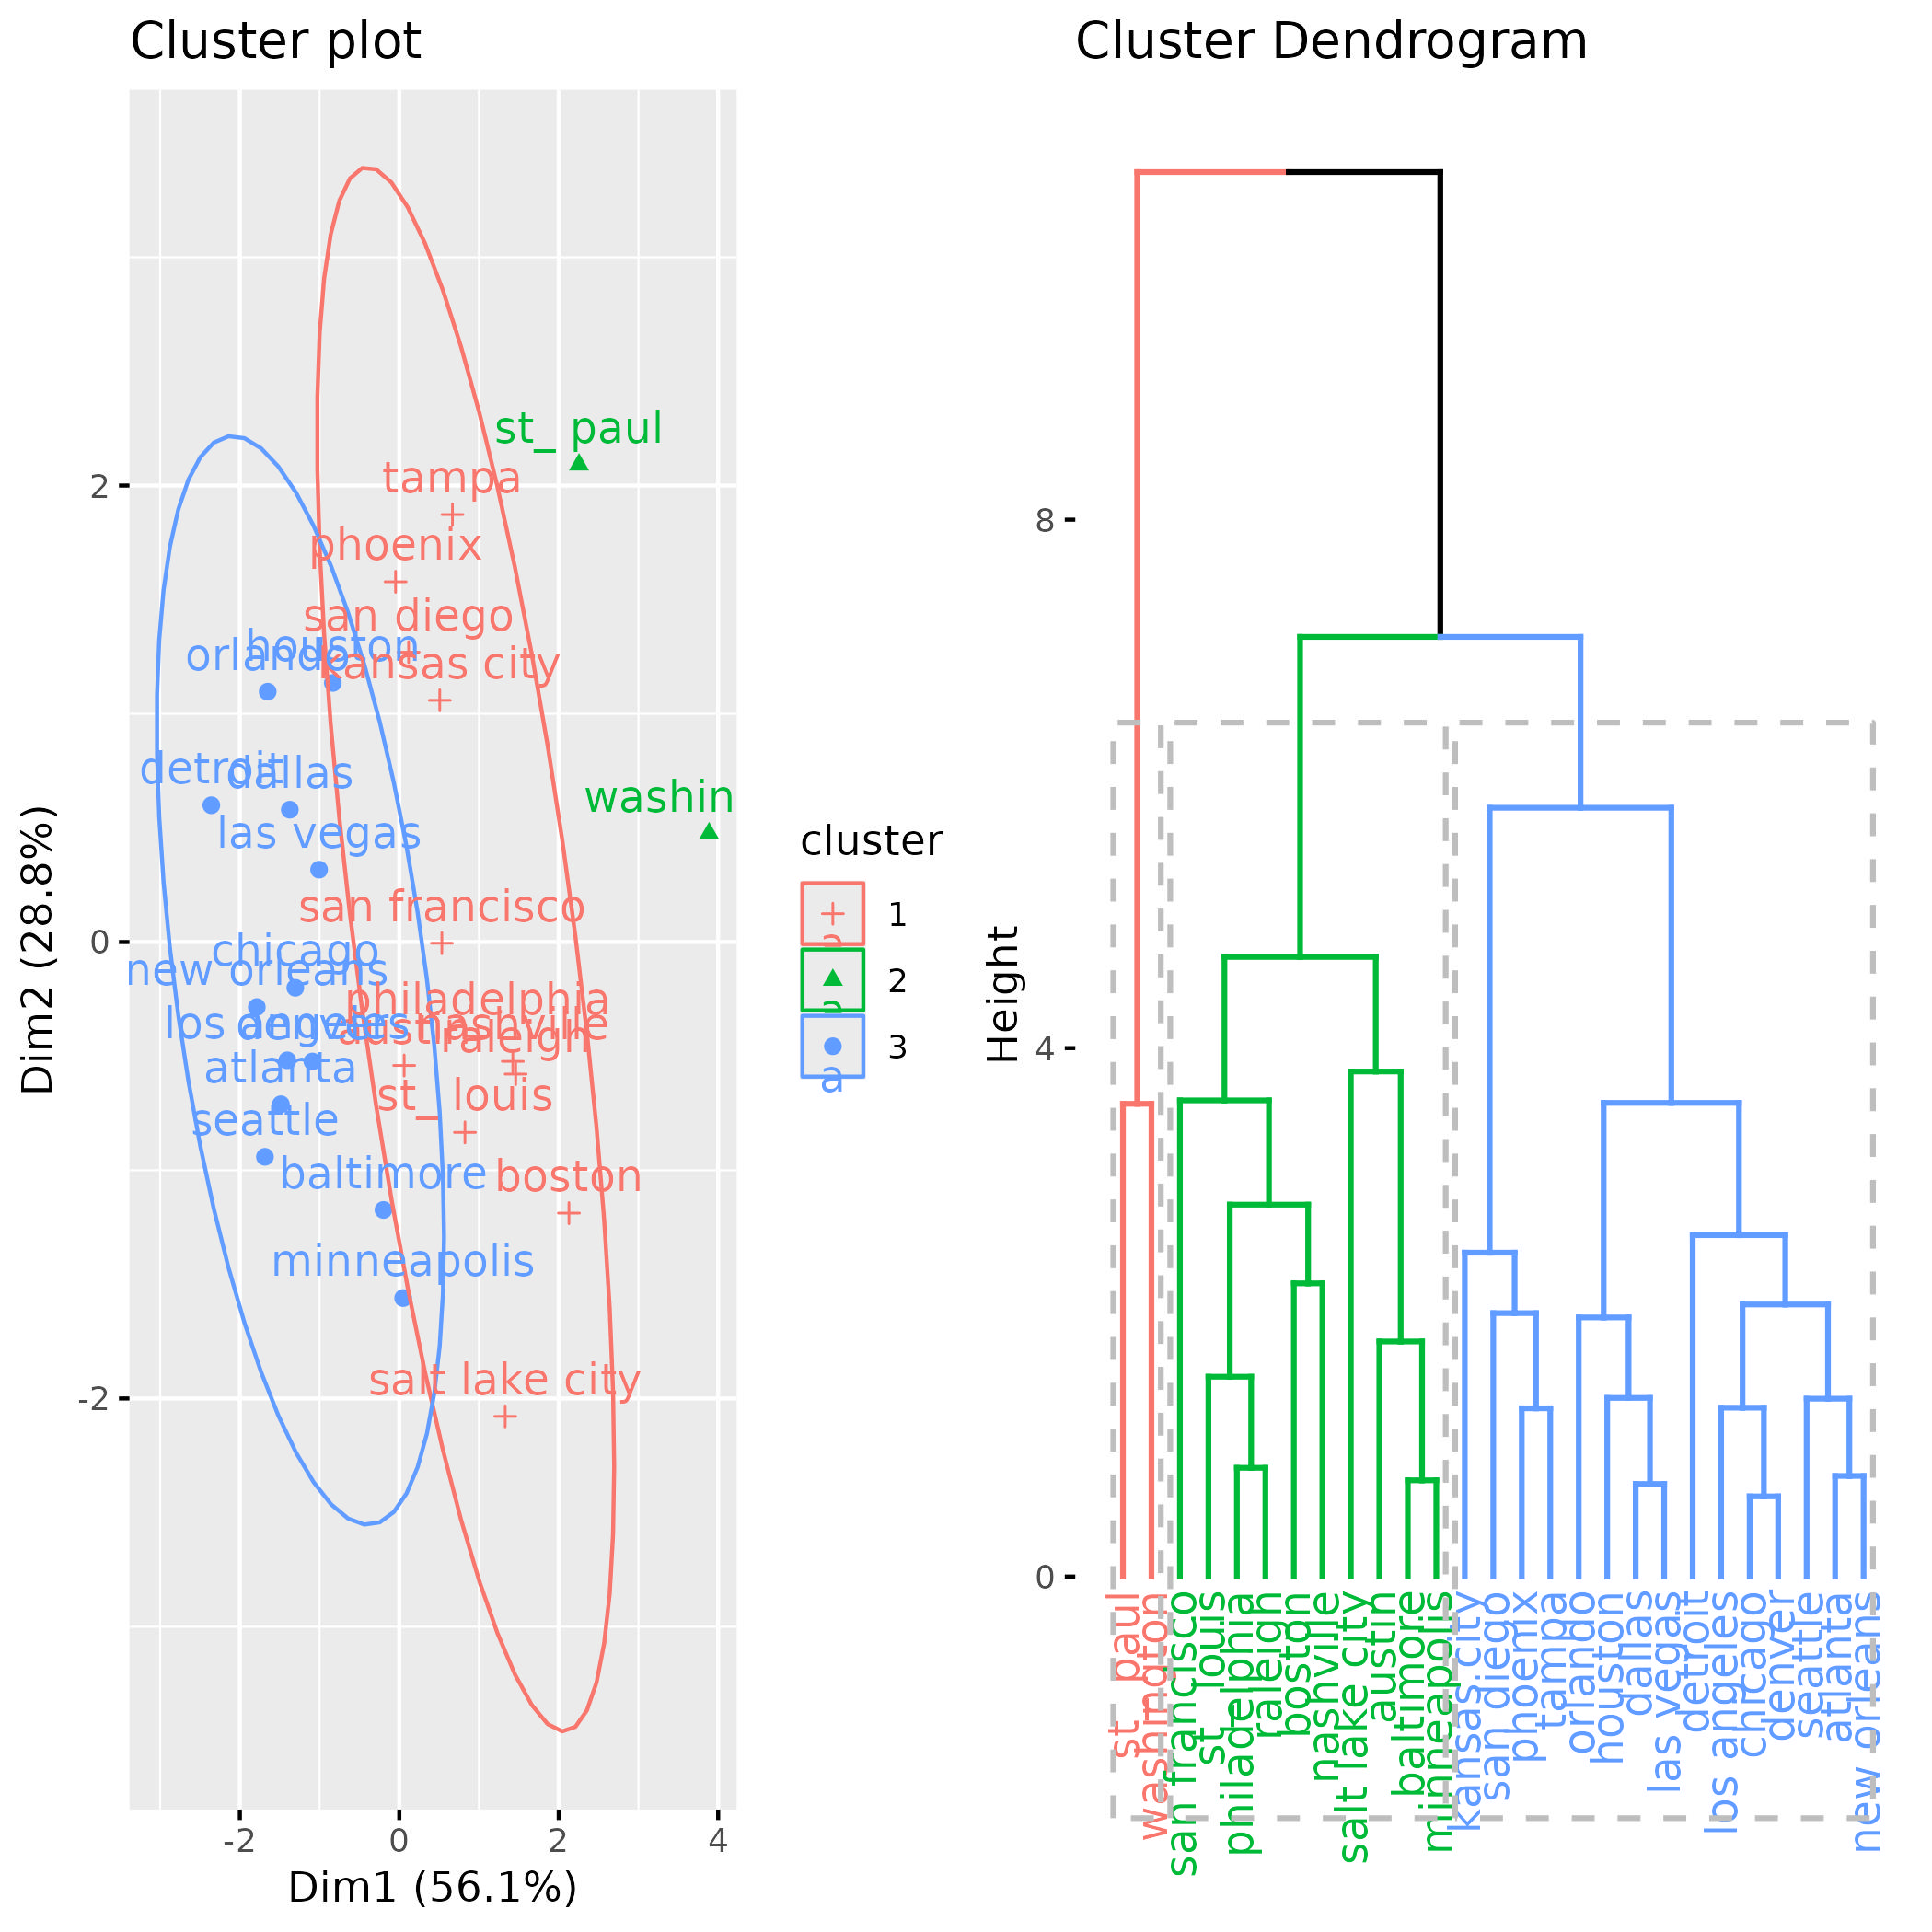 Cluster plot
st_ paul
tampa
phoenix
san diego
houston
orlando
kansas city
detroit
dallas
las vegas
washin
san francisco
chicago
new orleans
philadelphia
los angeles
denver
austin
nashville
raleigh
atlanta
st_ louis
seattle
baltimore
boston
minneapolis
salt lake city
2
0
-2
Dim2 (28.8%)
-2
0
2
4
Dim1 (56.1%)
cluster
a
1
a
2
a
3
Cluster Dendrogram
8
4
0
Height
st_ paul
washington
san francisco
st_ louis
philadelphia
raleigh
boston
nashville
salt lake city
austin
baltimore
minneapolis
kansas city
san diego
phoenix
tampa
orlando
houston
dallas
las vegas
detroit
los angeles
chicago
denver
seattle
atlanta
new orleans